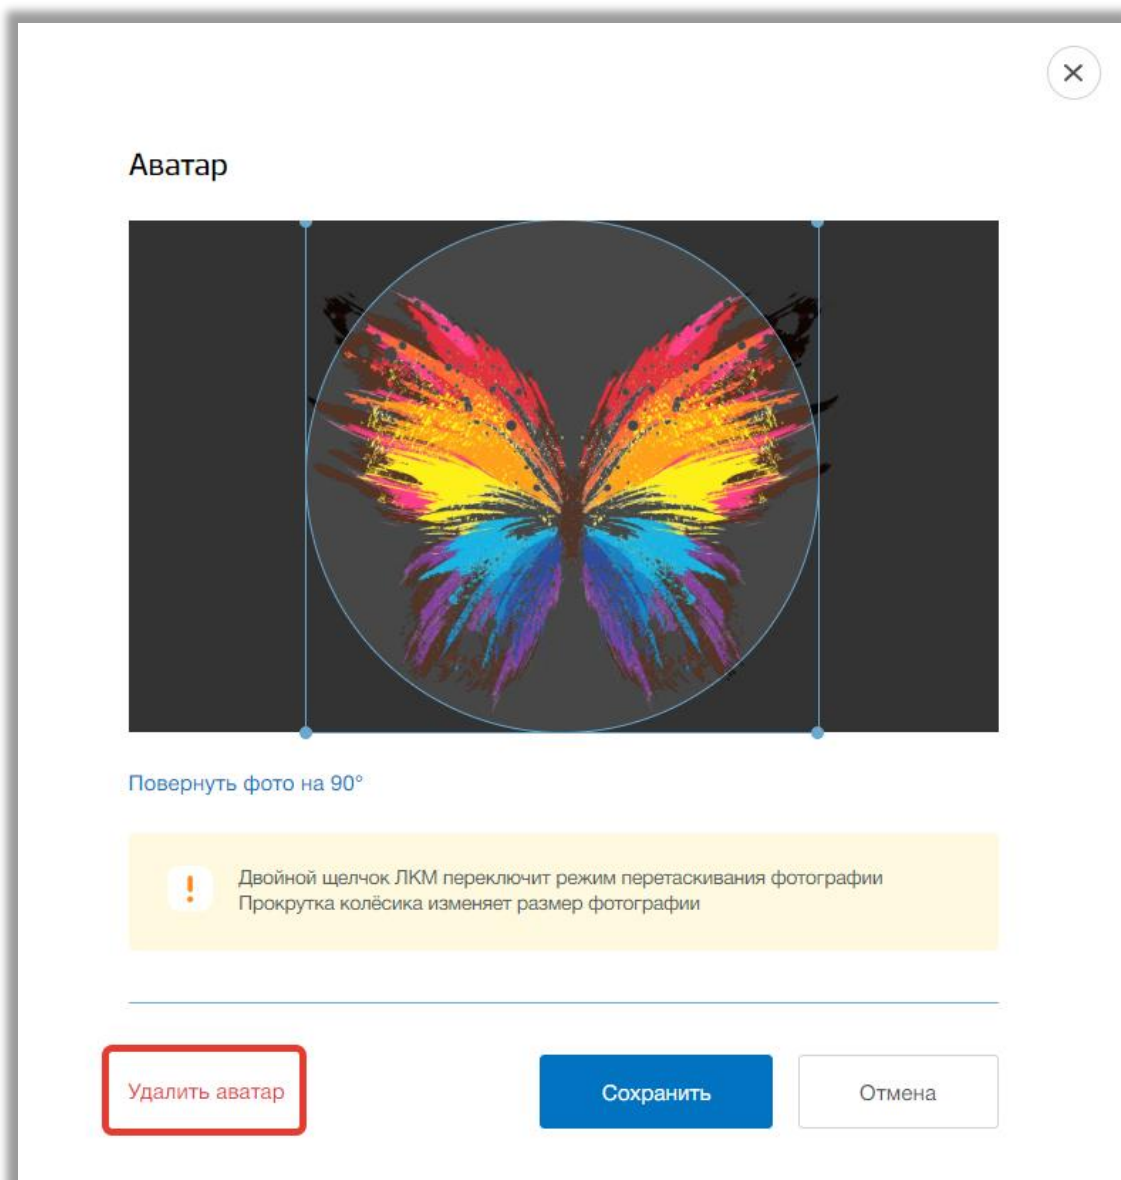 Аватар
Повернуть фото на 90°
Двойной щелчок ЛКМ переключит режим перетаскивания фотографии
Прокрутка колёсика изменяет размер фотографии
Удалить аватар
Сохранить
Отмена